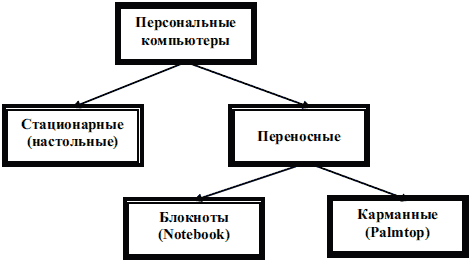 Персональные
компьютеры
Стационарные
(настольные)
Переносные
Блокноты
(Notebook)
Карманные
(Palmtop)